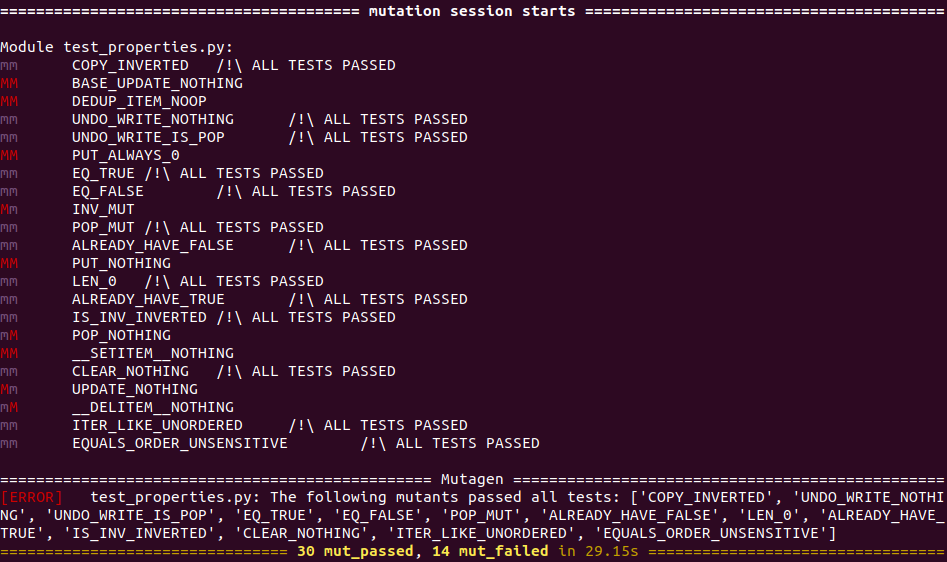 ======================================== mutation session starts ========================================
Module test_properties.py:
mm COPY_INVERTED /!\ ALL TESTS PASSED
MM BASE_UPDATE_NOTHING
MM DEDUP_ITEM_NOOP
mm UNDO_WRITE_NOTHING /!\ ALL TESTS PASSED
mm UNDO_WRITE_IS_POP /!\ ALL TESTS PASSED
MM PUT_ALWAYS_0
mm EQ_TRUE /!\ ALL TESTS PASSED
mm EQ_FALSE /!\ ALL TESTS PASSED
Mm INV_MUT
mm POP_MUT /!\ ALL TESTS PASSED
mm ALREADY_HAVE_FALSE /!\ ALL TESTS PASSED
MM PUT_NOTHING
mm LEN_0 /!\ ALL TESTS PASSED
mm ALREADY_HAVE_TRUE /!\ ALL TESTS PASSED
mm IS_INV_INVERTED /!\ ALL TESTS PASSED
mM POP_NOTHING
MM __SETITEM__NOTHING
mm CLEAR_NOTHING /!\ ALL TESTS PASSED
Mm UPDATE_NOTHING
mM __DELITEM__NOTHING
mm ITER_LIKE_UNORDERED /!\ ALL TESTS PASSED
mm EQUALS_ORDER_UNSENSITIVE /!\ ALL TESTS PASSED
================================================ Mutagen ================================================
[ERROR] test_properties.py: The following mutants passed all tests: ['COPY_INVERTED', 'UNDO_WRITE_NOTHI
NG', 'UNDO_WRITE_IS_POP', 'EQ_TRUE', 'EQ_FALSE', 'POP_MUT', 'ALREADY_HAVE_FALSE', 'LEN_0', 'ALREADY_HAVE_
TRUE', 'IS_INV_INVERTED', 'CLEAR_NOTHING', 'ITER_LIKE_UNORDERED', 'EQUALS_ORDER_UNSENSITIVE']
================================ 30 mut_passed, 14 mut_failed in 29.15s =================================